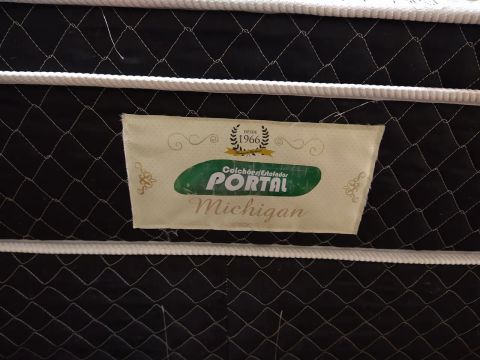 DESDE
1966
Colchões/Estofados
PORTAL
Michigan